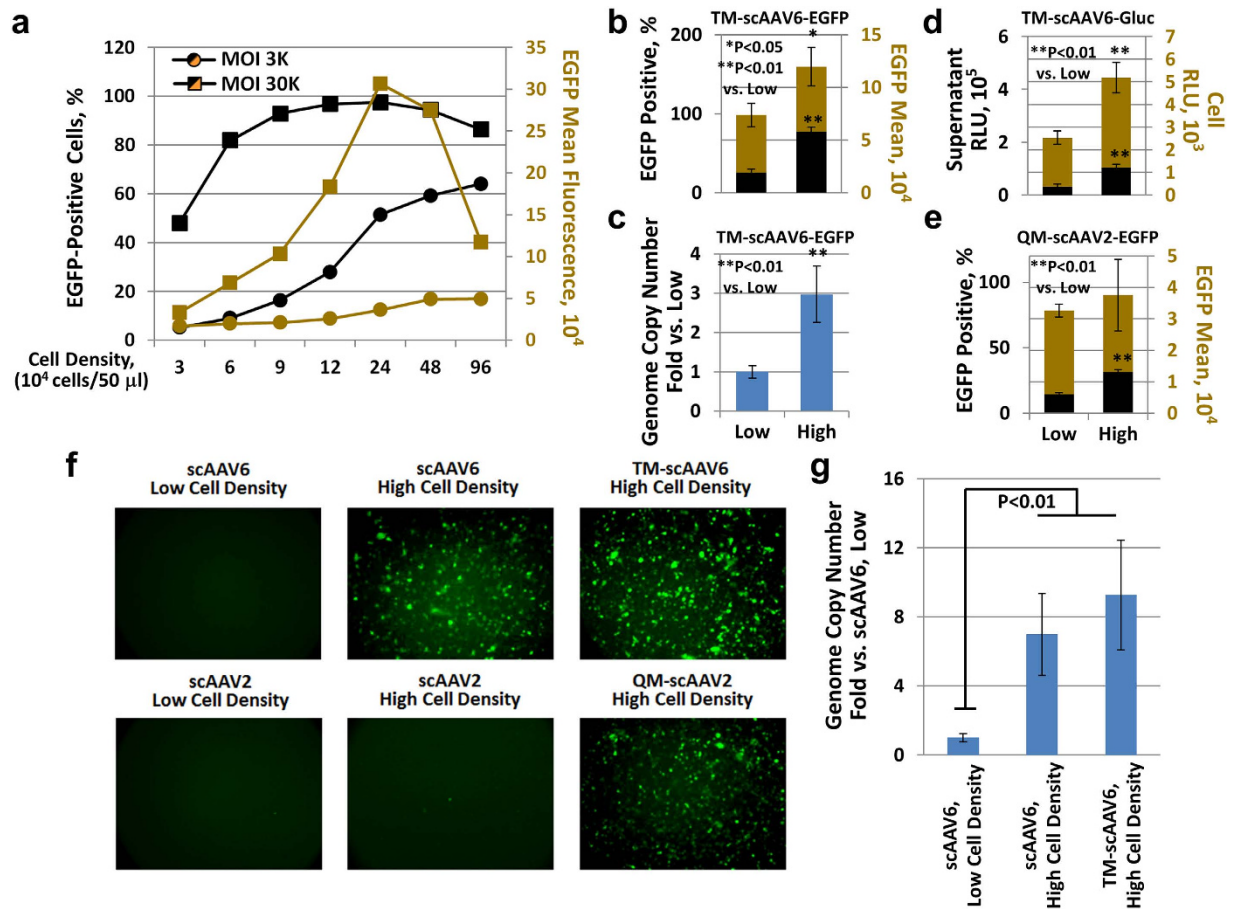 a
120
100
80
60
40
20
0
EGFP-Positive Cells, %
MOI 3K
MOI 30K
35
30
25
20
15
10
5
0
EGFP Mean Fluorescence, 10⁴
Cell Density,
(10⁴ cells/50 µl)
3 6 9 12 24 48 96
b
TM-scAAV6-EGFP
200
100
0
EGFP Positive, %
*P<0.05
**P<0.01
vs. Low
*
**
15
10
5
0
EGFP Mean, 10⁴
c
TM-scAAV6-EGFP
4
3
2
1
0
Genome Copy Number
Fold vs. Low
**P<0.01
vs. Low
**
Low High
d
TM-scAAV6-Gluc
6
4
2
0
Supernatant
RLU, 10⁵
**P<0.01
vs. Low
**
**
7
6
5
4
3
2
1
0
Cell
RLU, 10³
e
QM-scAAV2-EGFP
100
50
0
EGFP Positive, %
**P<0.01
vs. Low
**
5
4
3
2
1
0
EGFP Mean, 10⁴
Low High
f
scAAV6
Low Cell Density
scAAV6
High Cell Density
TM-scAAV6
High Cell Density
scAAV2
Low Cell Density
scAAV2
High Cell Density
QM-scAAV2
High Cell Density
g
16
12
8
4
0
Genome Copy Number
Fold vs. scAAV6, Low
P<0.01
scAAV6,
Low Cell Density
scAAV6,
High Cell Density
TM-scAAV6,
High Cell Density